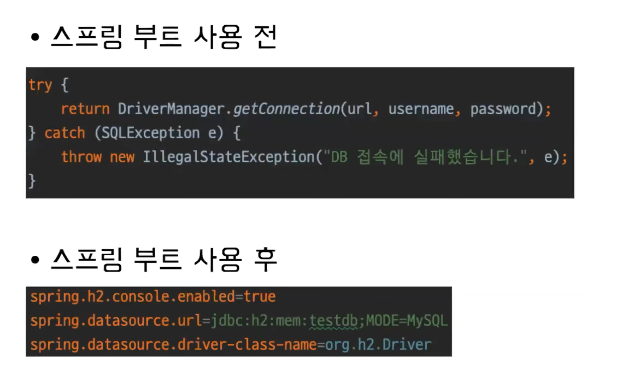 • 스프링 부트 사용 전
try {
    return DriverManager.getConnection(url, username, password);
} catch (SQLException e) {
    throw new IllegalStateException("DB 접속에 실패했습니다.", e);
}
• 스프링 부트 사용 후
spring.h2.console.enabled=true
spring.datasource.url=jdbc:h2:mem:testdb;MODE=MySQL
spring.datasource.driver-class-name=org.h2.Driver